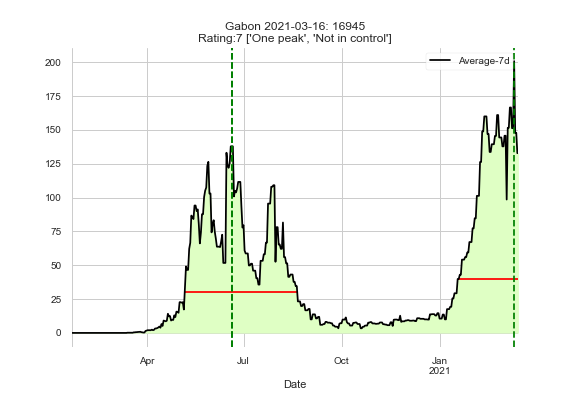 Gabon 2021-03-16: 16945
Rating:7 ['One peak', 'Not in control']
Average-7d
200
175
150
125
100
75
50
25
0
Apr
Jul
Oct
Jan
2021
Date